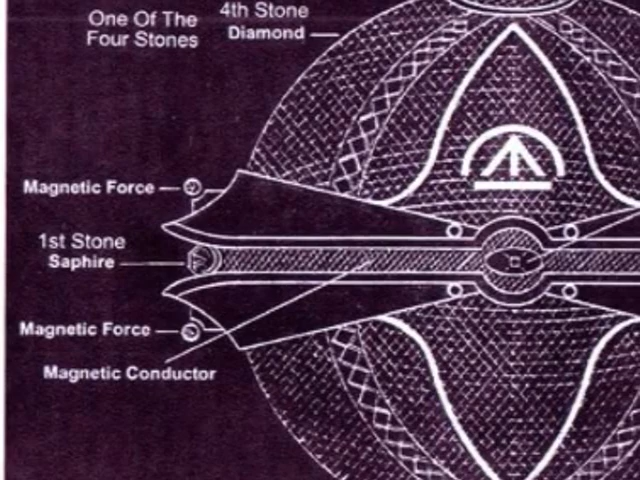 One Of The
Four Stones
4th Stone
Diamond
Magnetic Force
1st Stone
Saphire
Magnetic Force
Magnetic Conductor